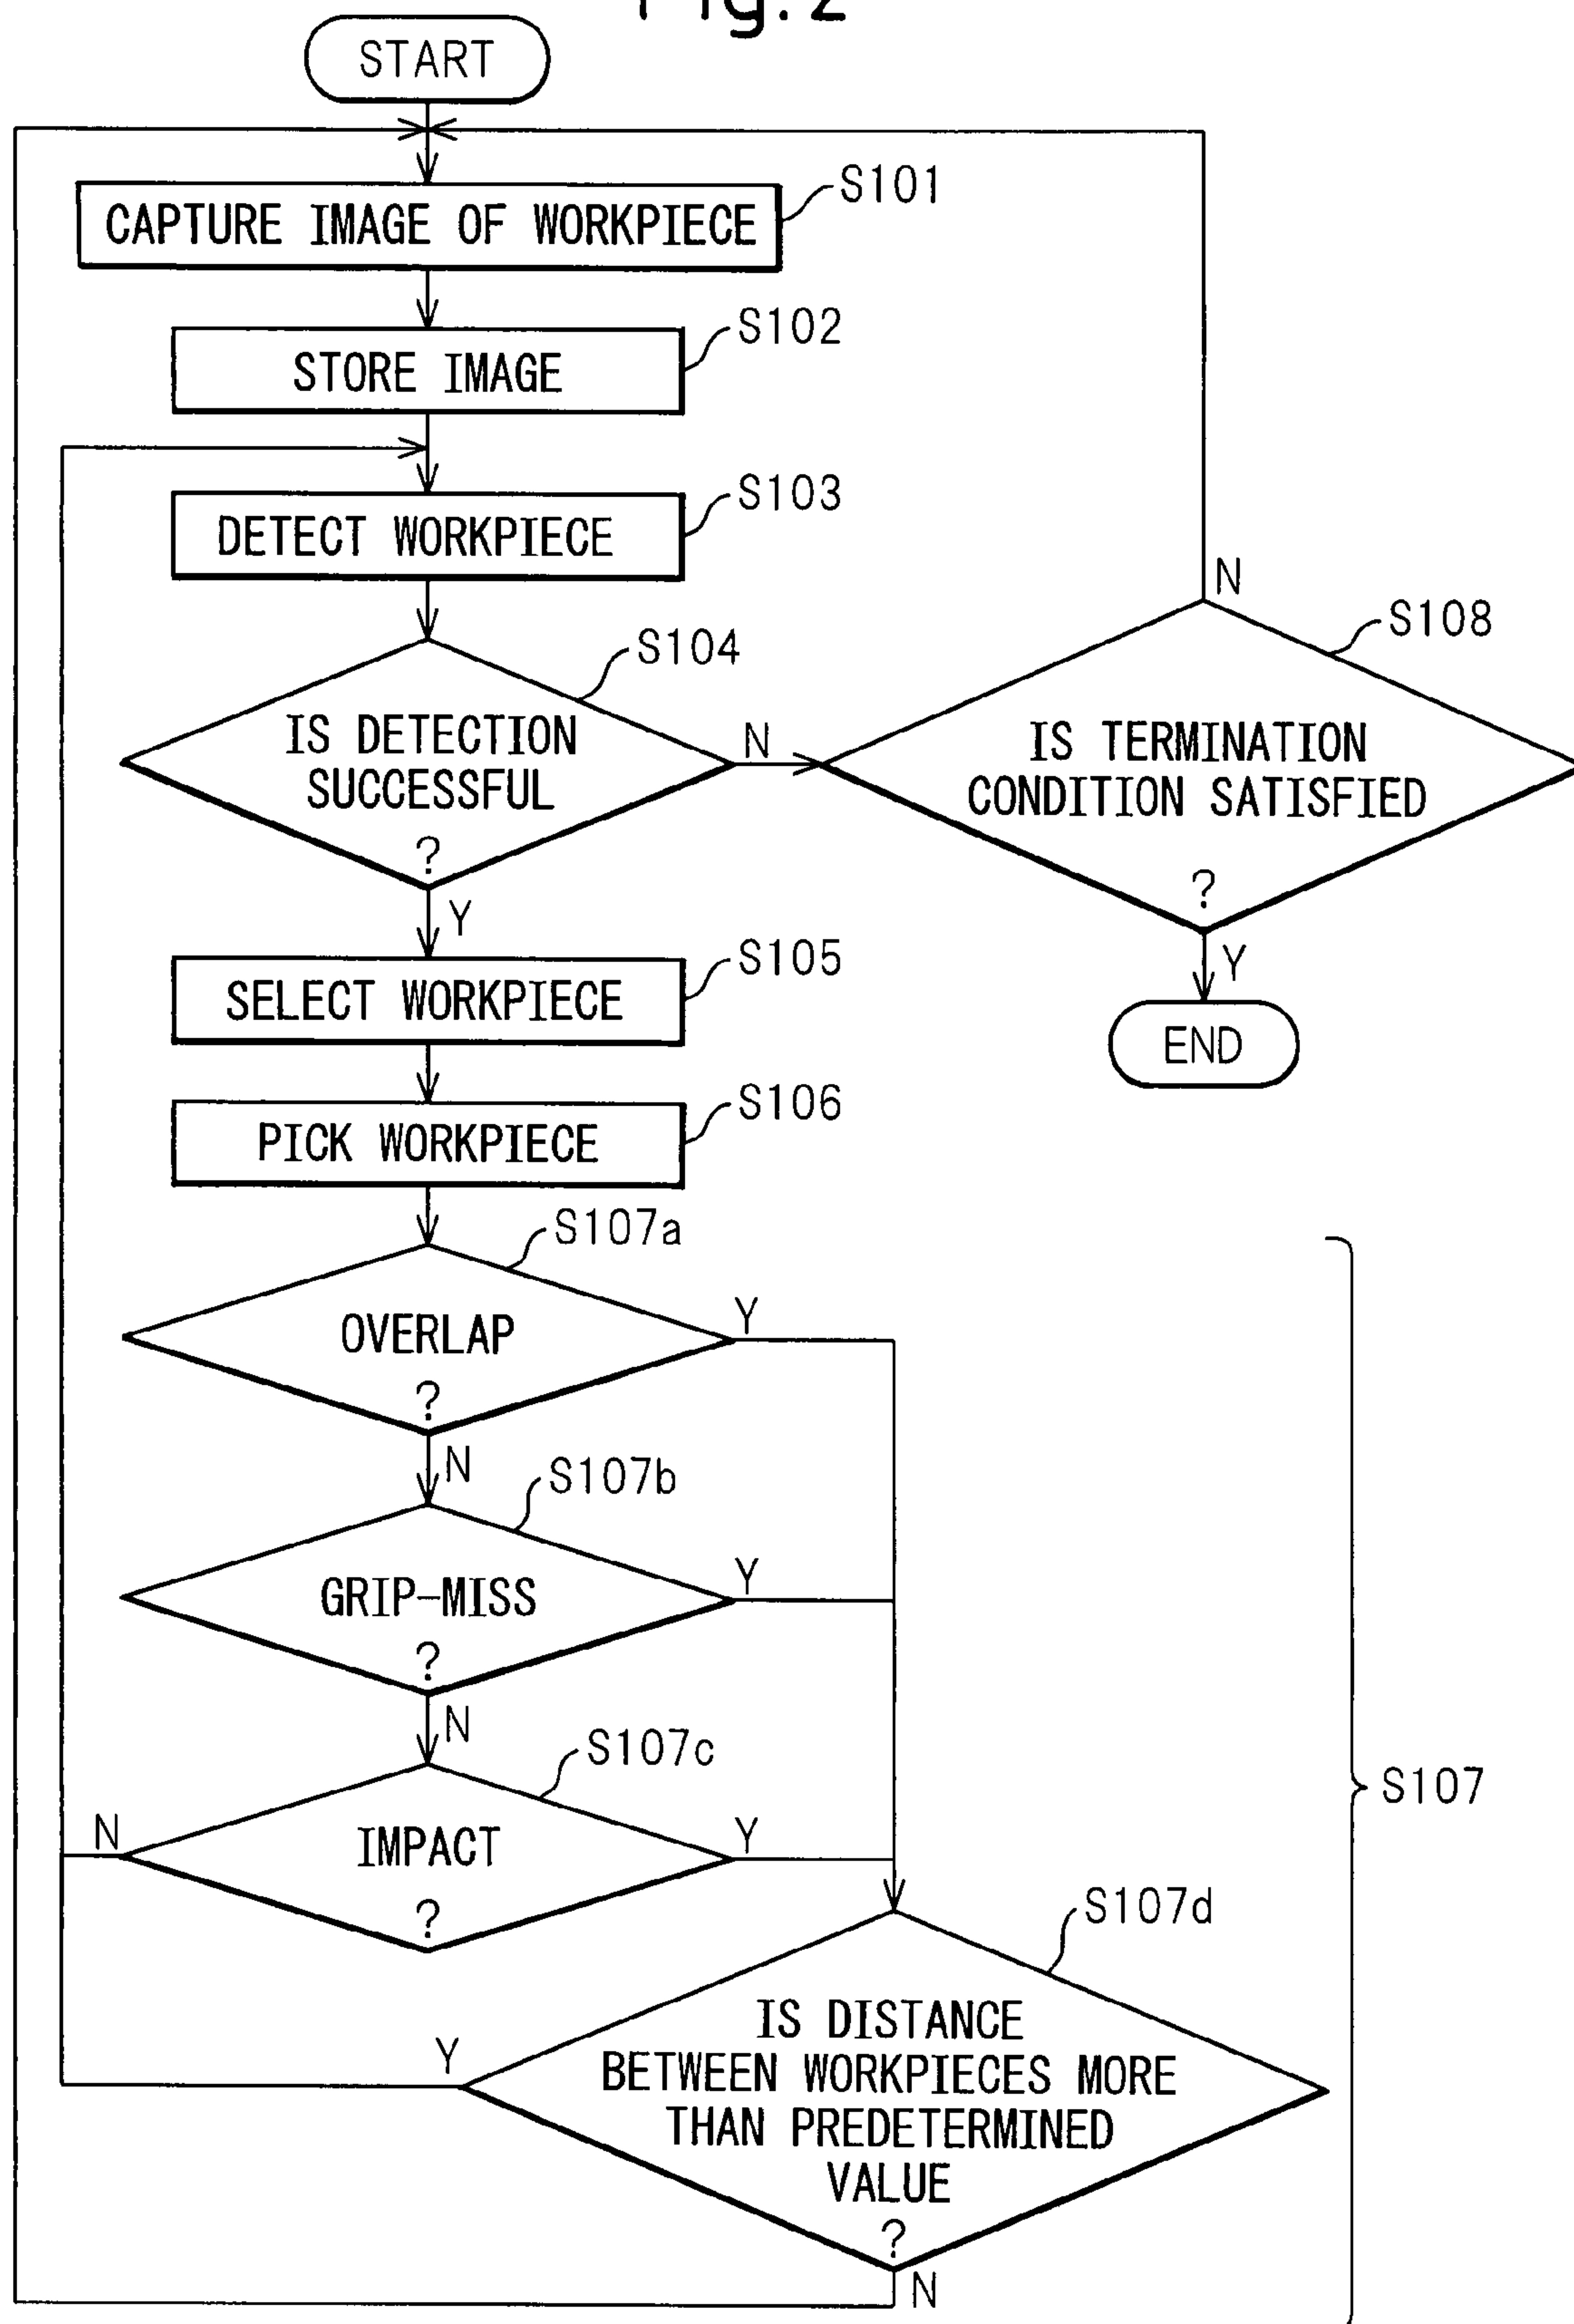 Fig. 2
START
CAPTURE IMAGE OF WORKPIECE
S101
STORE IMAGE
S102
DETECT WORKPIECE
S103
IS DETECTION
SUCCESSFUL
?
S104
N
Y
IS TERMINATION
CONDITION SATISFIED
?
S108
N
Y
END
SELECT WORKPIECE
S105
PICK WORKPIECE
S106
OVERLAP
?
S107a
Y
N
GRIP-MISS
?
S107b
Y
N
IMPACT
?
S107c
N
Y
IS DISTANCE
BETWEEN WORKPIECES MORE
THAN PREDETERMINED
VALUE
?
S107d
Y
N
S107